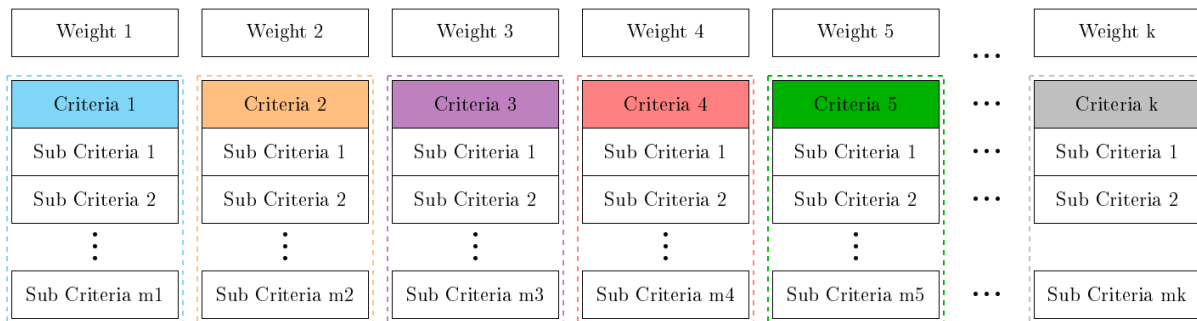 Weight 1 Weight 2 Weight 3 Weight 4 Weight 5 ... Weight k
Criteria 1 Criteria 2 Criteria 3 Criteria 4 Criteria 5 ... Criteria k
Sub Criteria 1 Sub Criteria 1 Sub Criteria 1 Sub Criteria 1 Sub Criteria 1 ... Sub Criteria 1
Sub Criteria 2 Sub Criteria 2 Sub Criteria 2 Sub Criteria 2 Sub Criteria 2 ... Sub Criteria 2
Sub Criteria m1 Sub Criteria m2 Sub Criteria m3 Sub Criteria m4 Sub Criteria m5 ... Sub Criteria mk